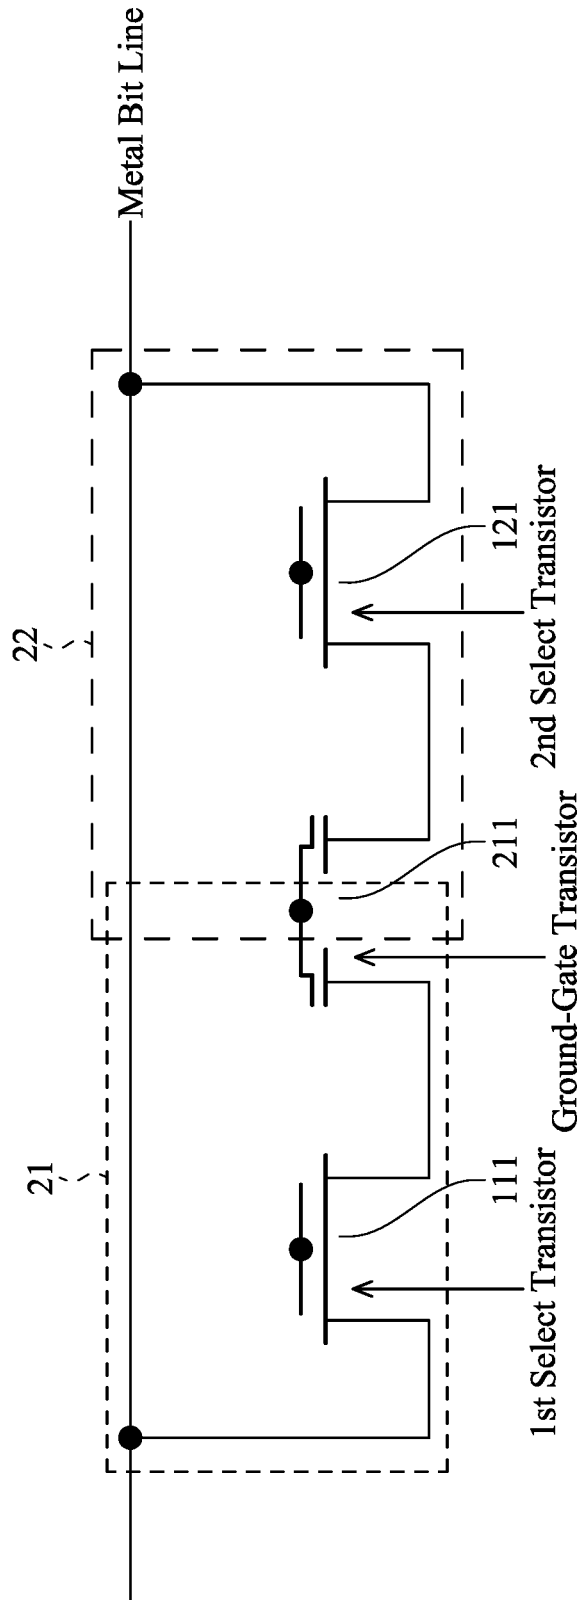 Metal Bit Line
21
22
111
211
121
1st Select Transistor
Ground-Gate Transistor
2nd Select Transistor